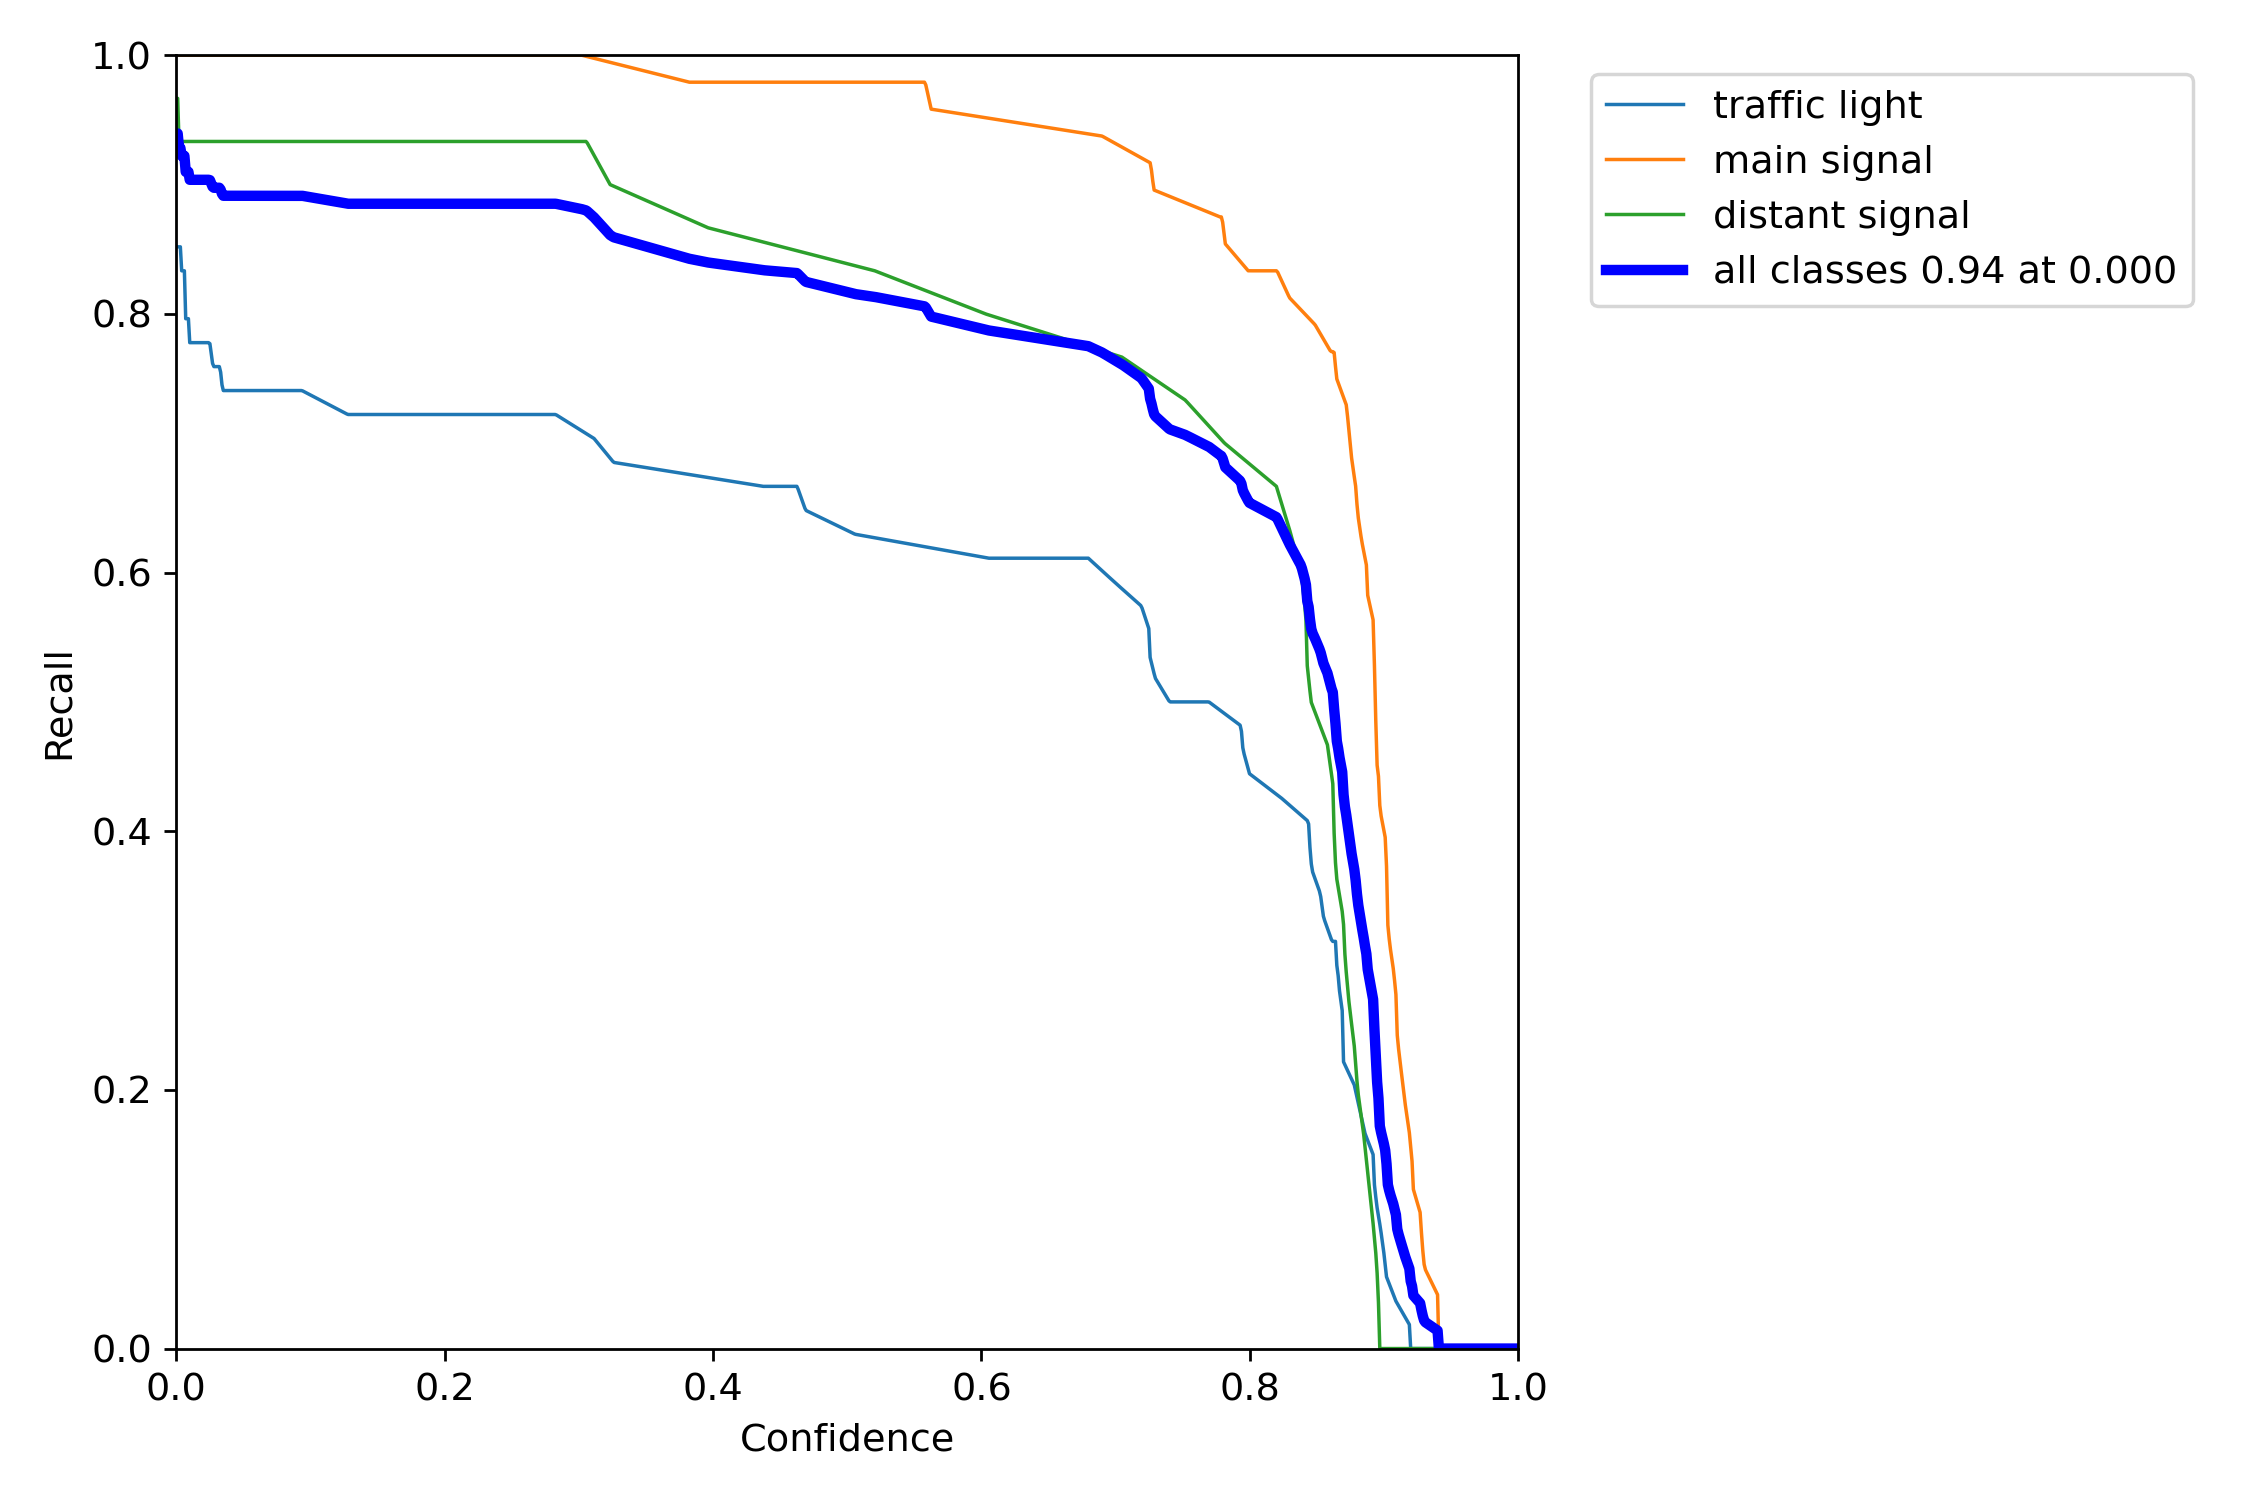 1.0
0.8
0.6
0.4
0.2
0.0
0.0 0.2 0.4 0.6 0.8 1.0
Recall
Confidence
traffic light
main signal
distant signal
all classes 0.94 at 0.000